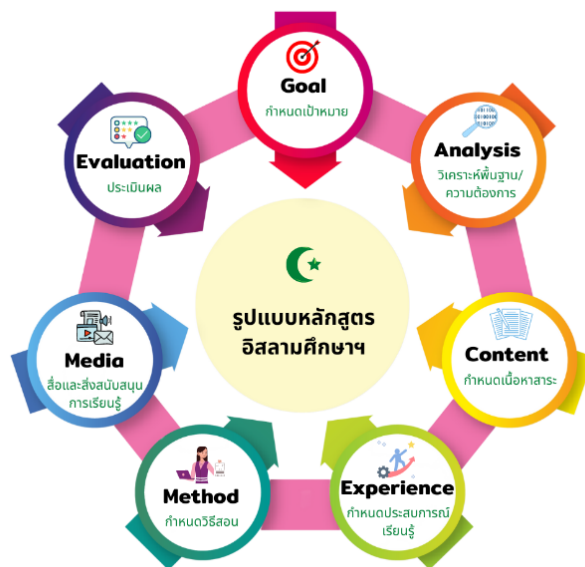 Goal
กำหนดเป้าหมาย
Analysis
วิเคราะห์พื้นฐาน/
ความต้องการ
Content
กำหนดเนื้อหาสาระ
Experience
กำหนดประสบการณ์
เรียนรู้
Method
กำหนดวิธีสอน
Media
สื่อและสิ่งสนับสนุน
การเรียนรู้
Evaluation
ประเมินผล
รูปแบบหลักสูตร
อิสลามศึกษาฯ